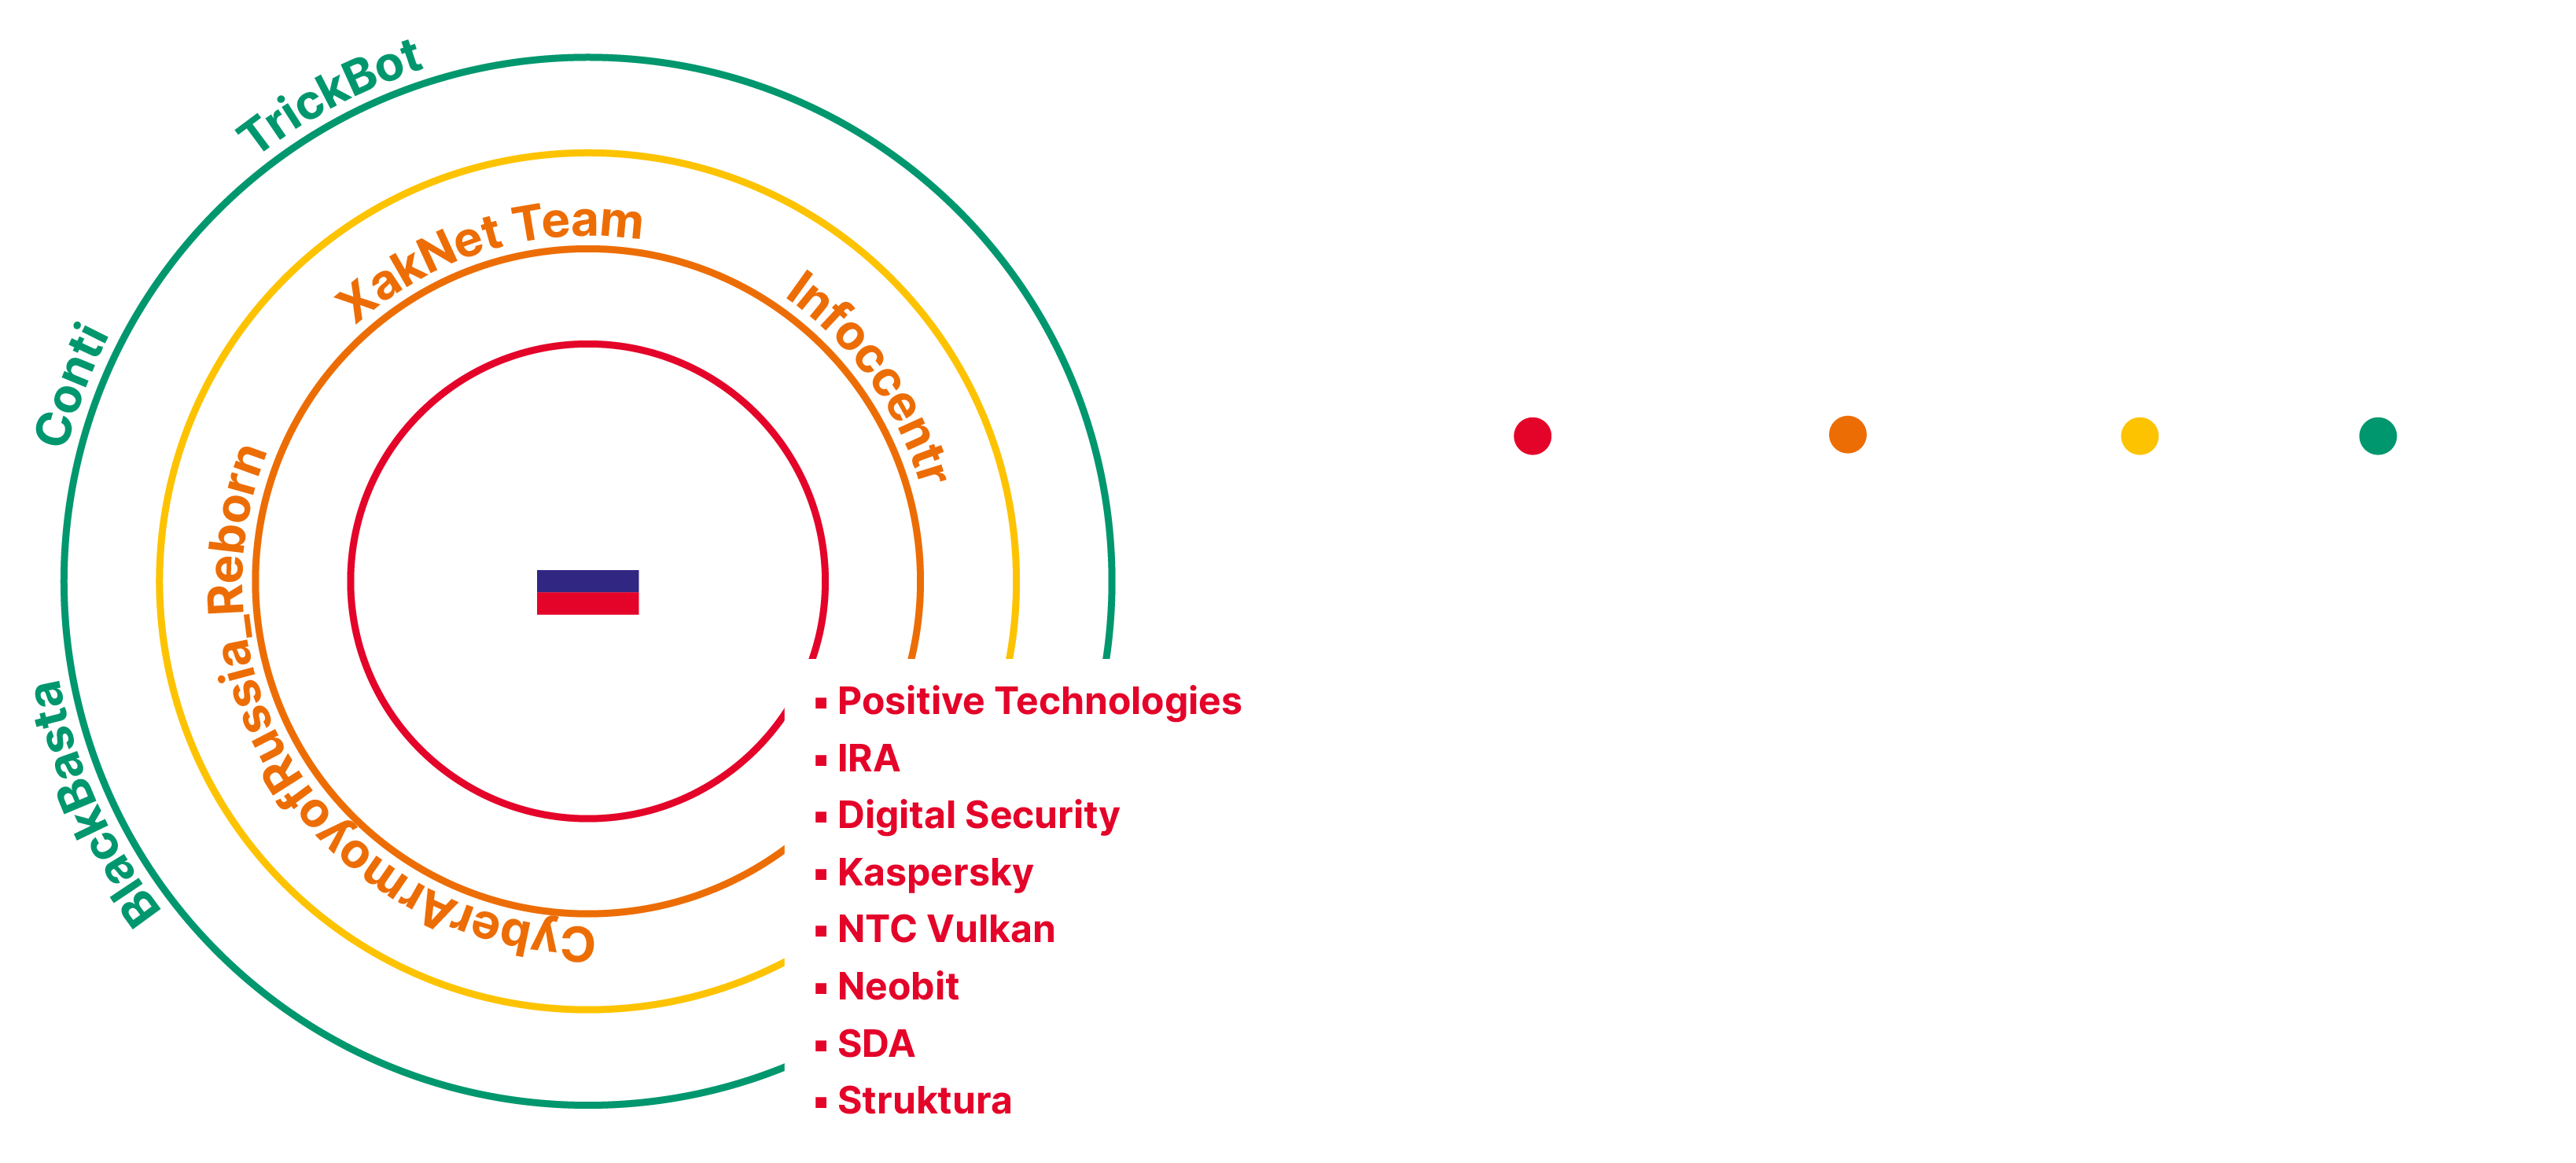 TrickBot
XakNet Team
Infoccentr
Conti
CyberArmyofRussia_Reborn
BlackBasta
▪ Positive Technologies
▪ IRA
▪ Digital Security
▪ Kaspersky
▪ NTC Vulkan
▪ Neobit
▪ SDA
▪ Struktura